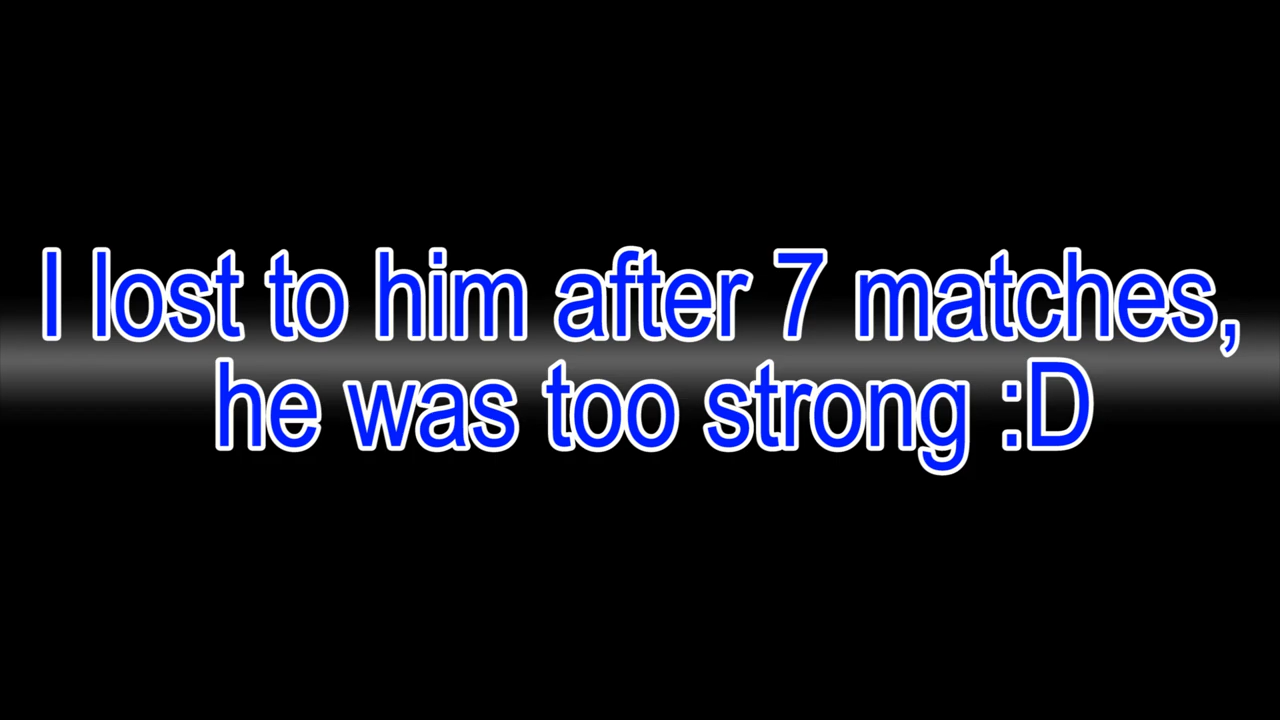 I lost to him after 7 matches,
he was too strong :D